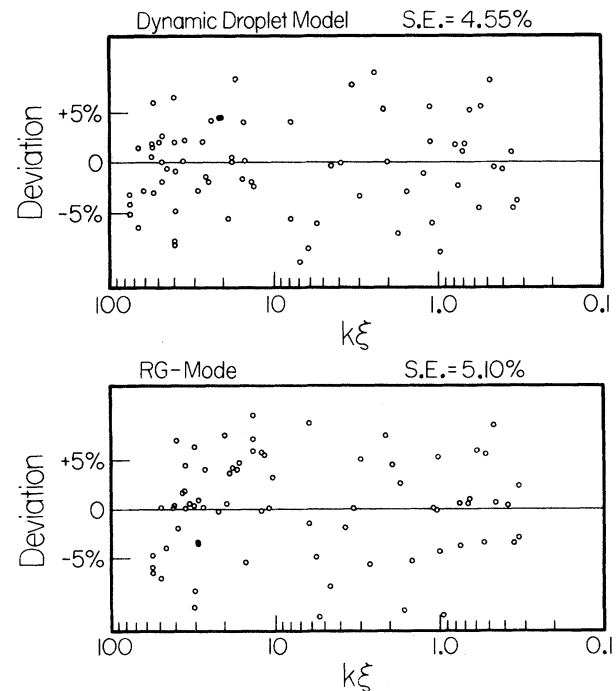 Dynamic Droplet Model S.E.= 4.55%
+5%
0
-5%
Deviation
100 10 1.0 0.1
kξ
RG-Mode S.E.= 5.10%
+5%
0
-5%
Deviation
100 10 1.0 0.1
kξ